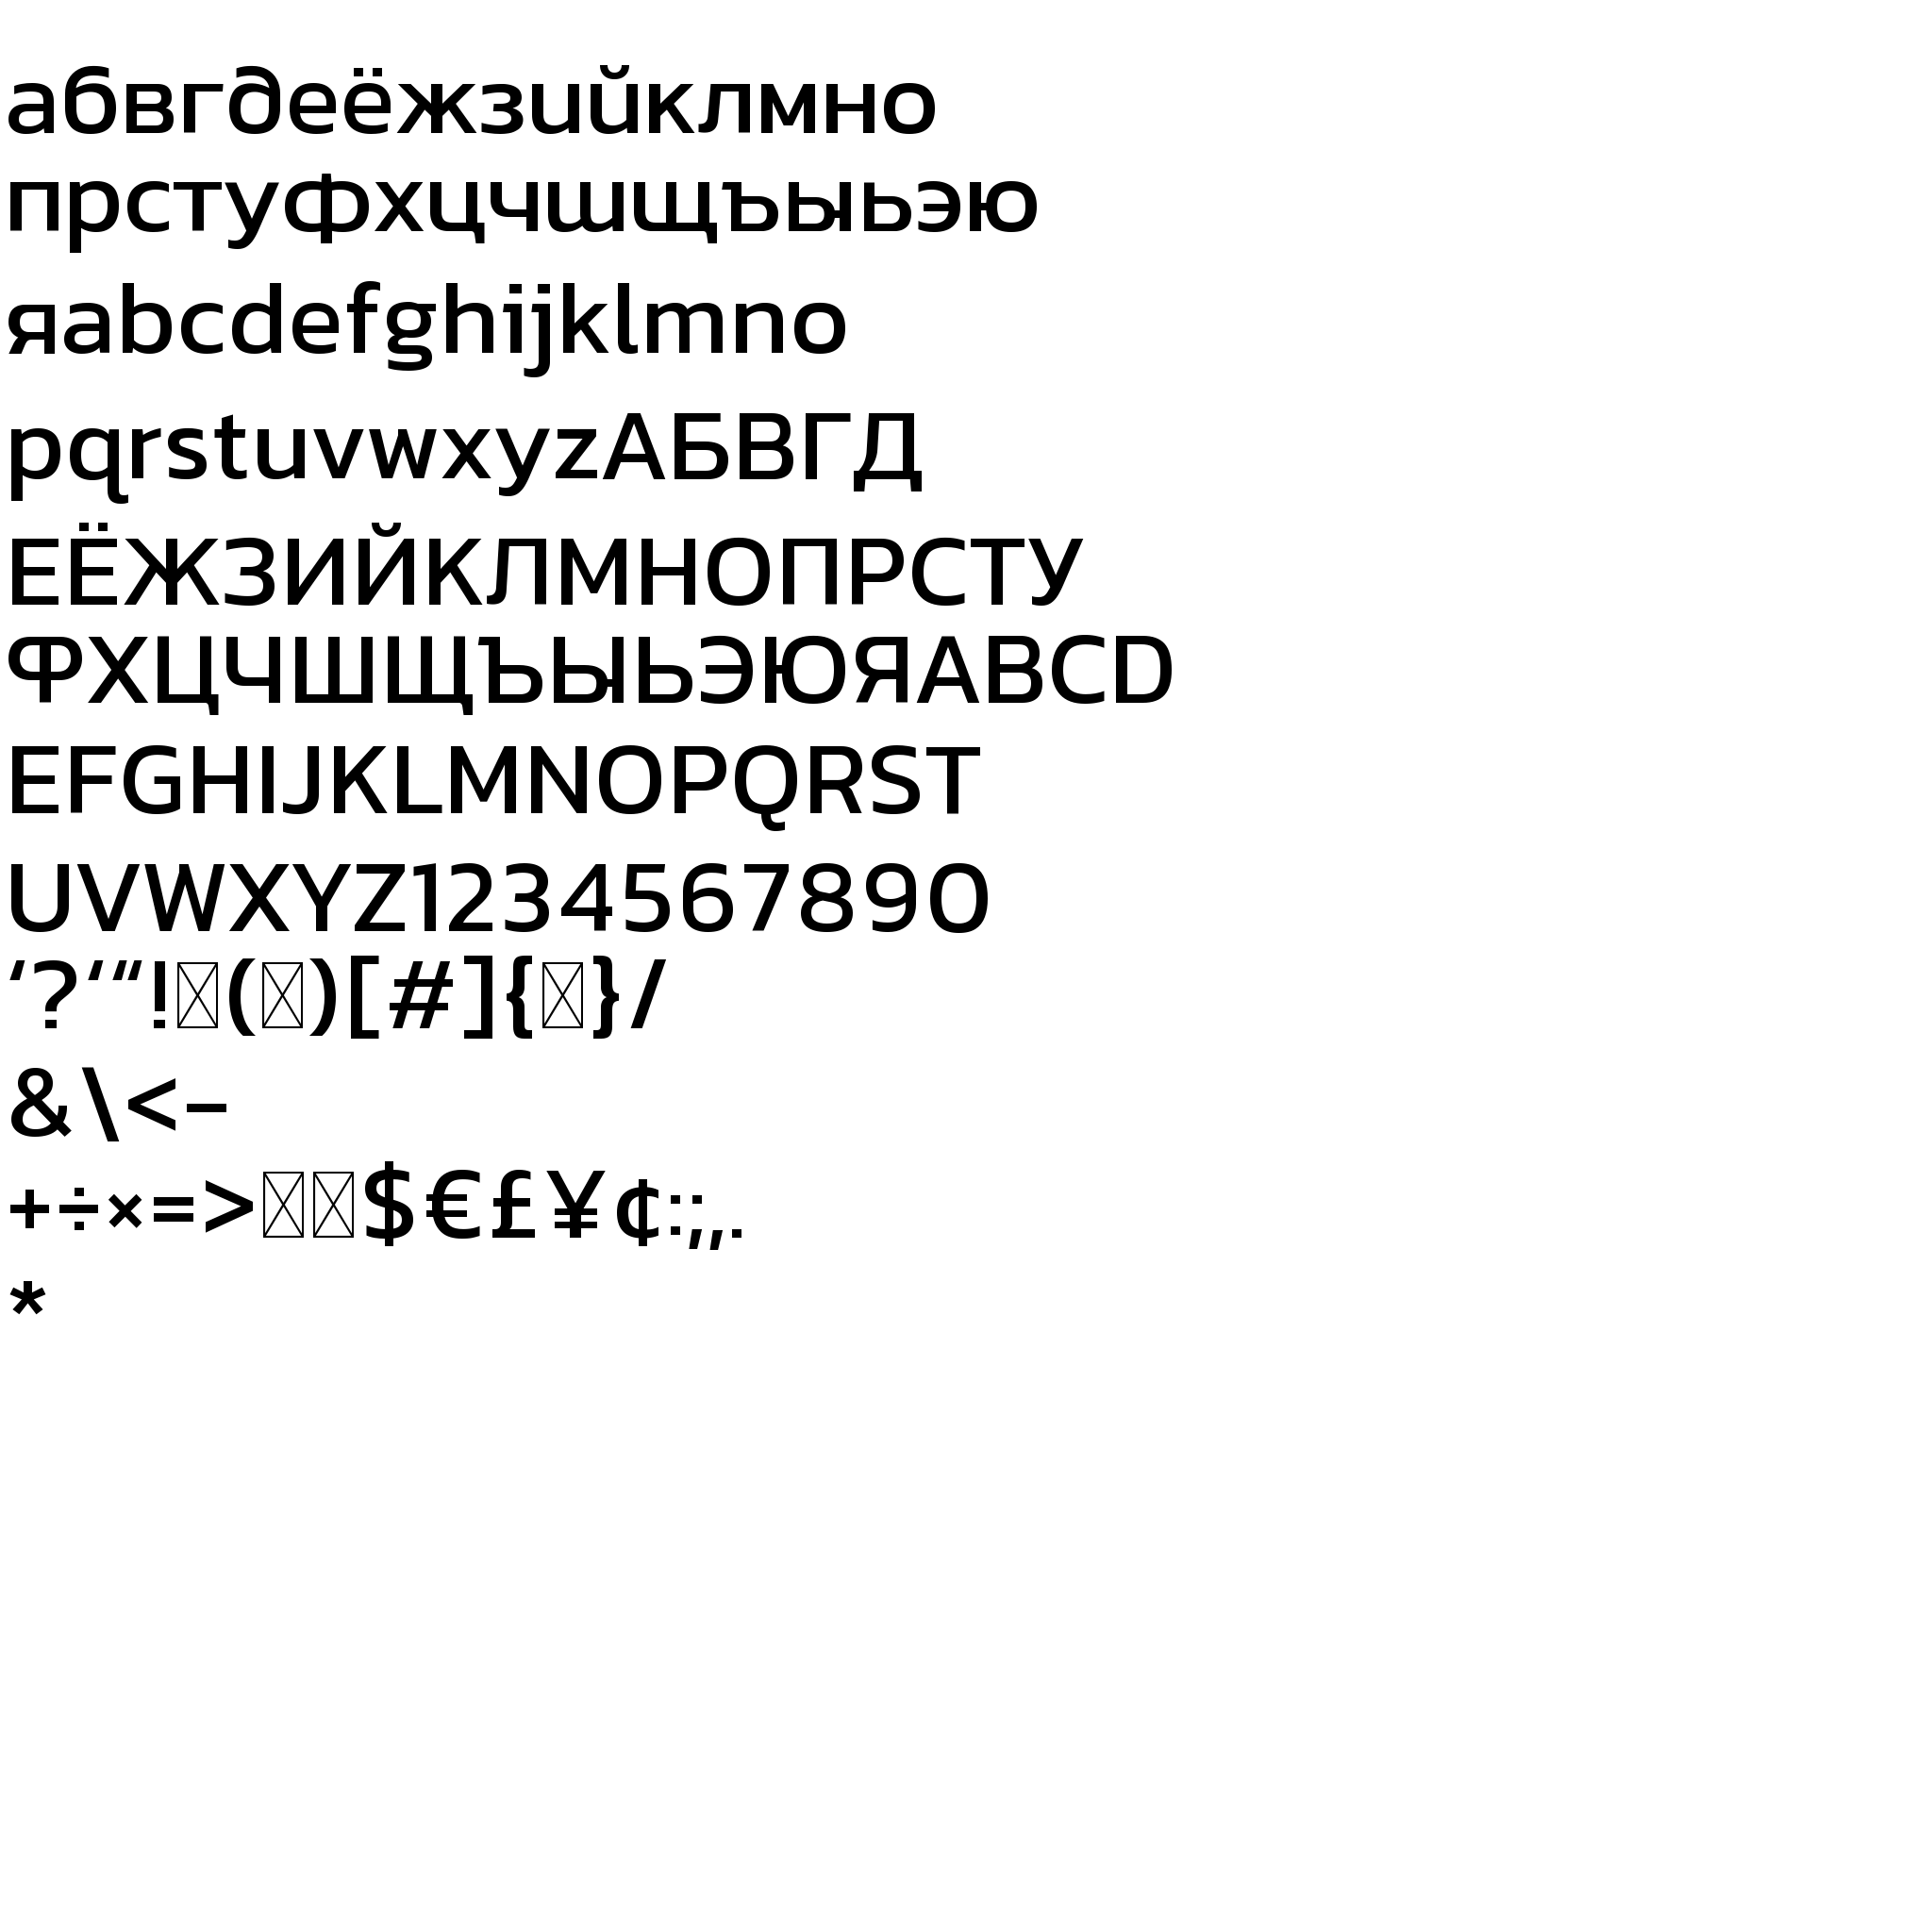 абвгдеёжзийклмно
прстуфхцчшщъыьэю
яabcdefghijklmno
pqrstuvwxyzАБВГД
ЕЁЖЗИЙКЛМНОПРСТУ
ФХЦЧШЩЪЫЬЭЮЯABCD
EFGHIJKLMNOPQRST
UVWXYZ1234567890
‘?‘“!()[#]{}/
&\<–
+÷×=>$€£¥¢:;,.
*